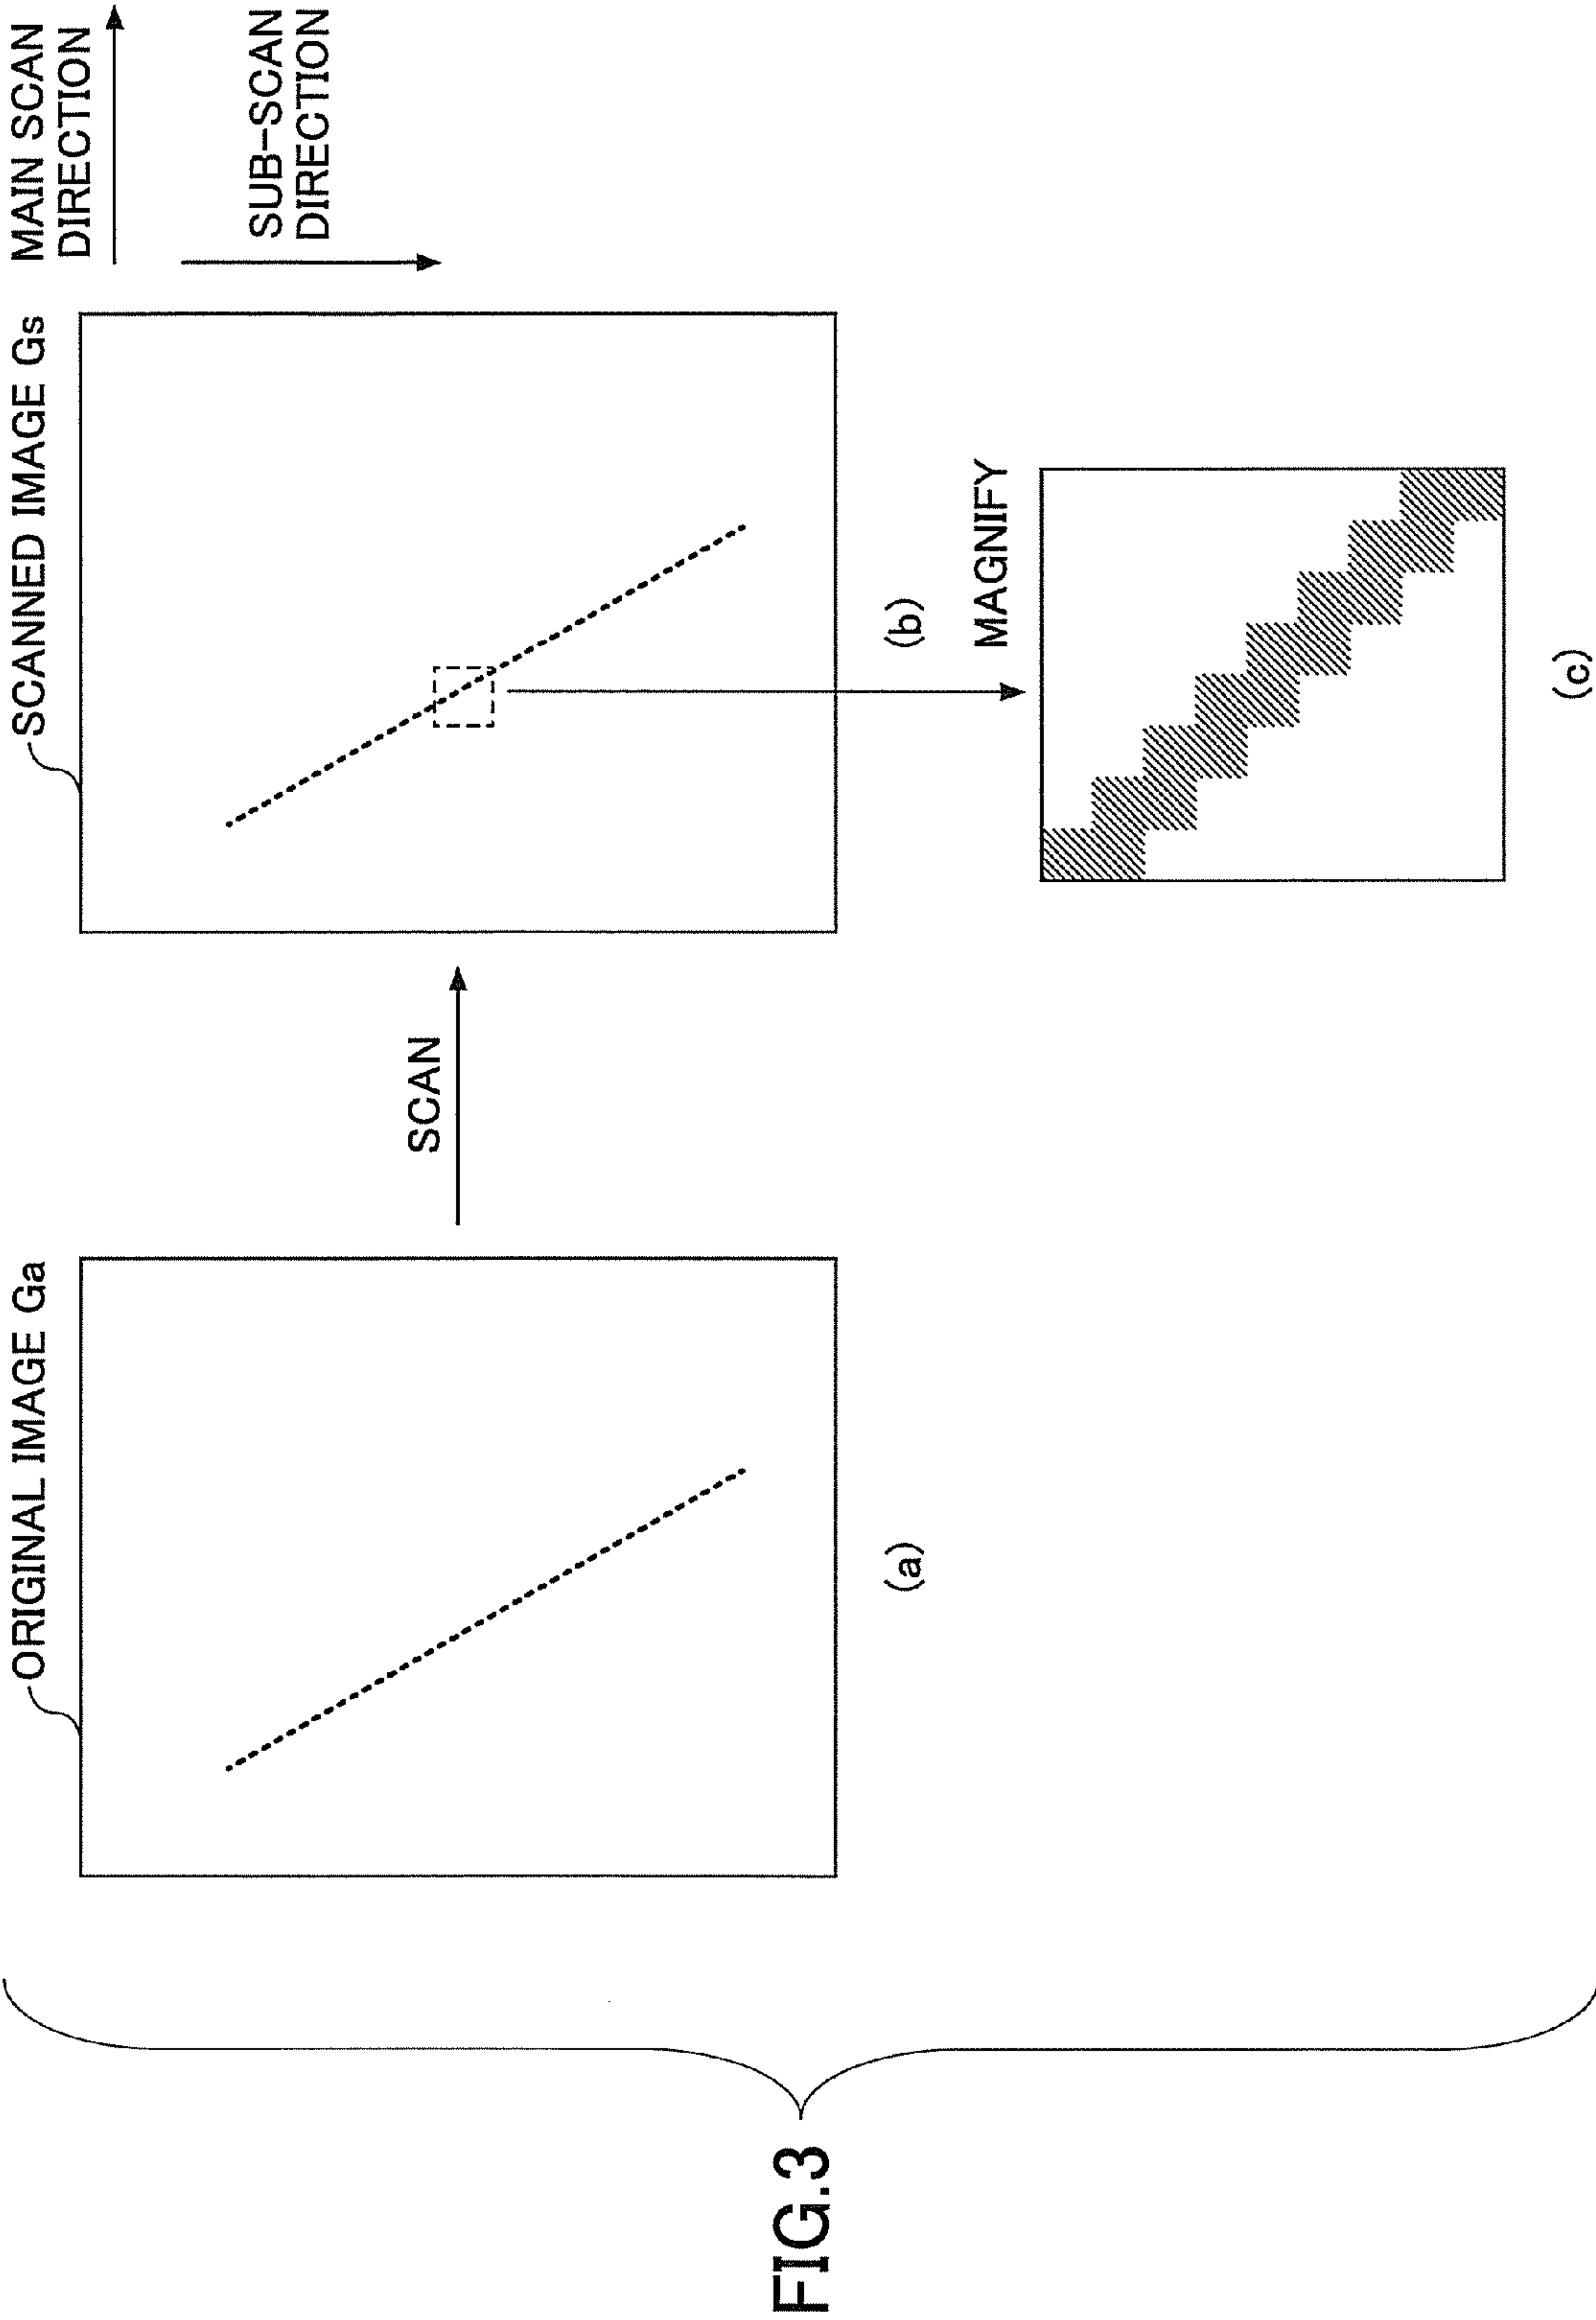 FIG.3
ORIGINAL IMAGE Ga
(a)
SCAN
SCANNED IMAGE Gs
(b)
MAIN SCAN
DIRECTION
SUB-SCAN
DIRECTION
MAGNIFY
(c)